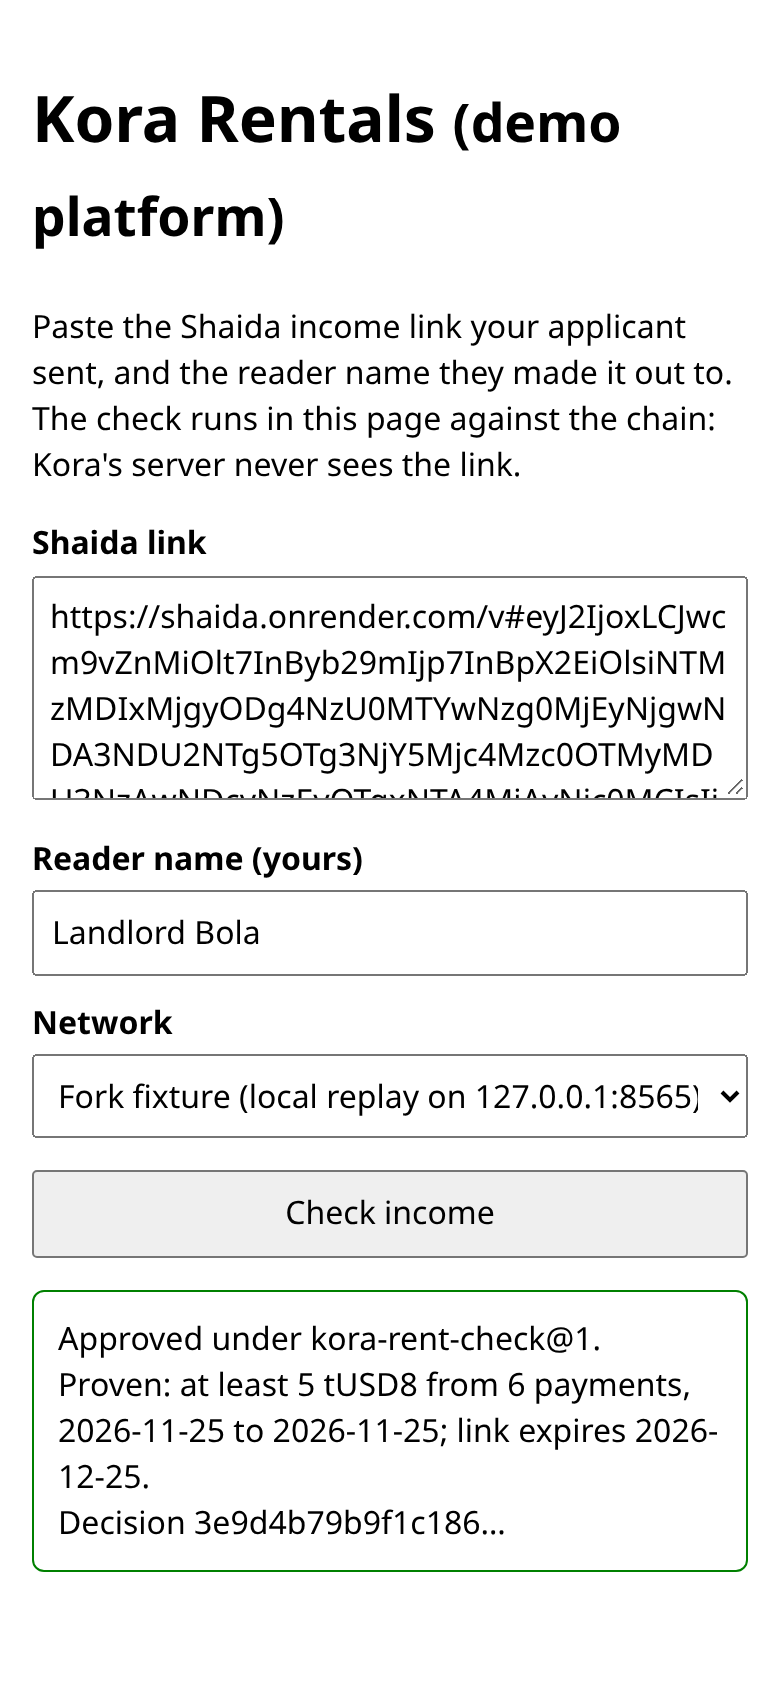 Kora Rentals (demo
platform)
Paste the Shaida income link your applicant
sent, and the reader name they made it out to.
The check runs in this page against the chain:
Kora's server never sees the link.
Shaida link
https://shaida.onrender.com/v#eyJ2IjoxLCJwc
m9vZnMiOlt7InByb29mIjp7InBpX2EiOlsiNTM
zMDIxMjgyODg4NzU0MTYwNzg0MjEyNjgwN
DA3NDU2NTg5OTg3NjY5Mjc4Mzc0OTMyMD
Reader name (yours)
Landlord Bola
Network
Fork fixture (local replay on 127.0.0.1:8565)
Check income
Approved under kora-rent-check@1.
Proven: at least 5 tUSD8 from 6 payments,
2026-11-25 to 2026-11-25; link expires 2026-
12-25.
Decision 3e9d4b79b9f1c186…